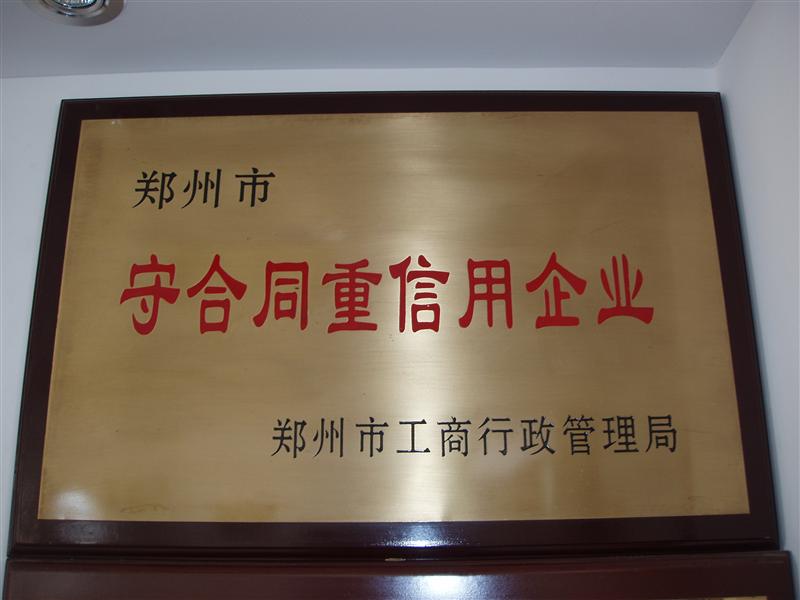 郑州市
守合同重信用企业
郑州市工商行政管理局